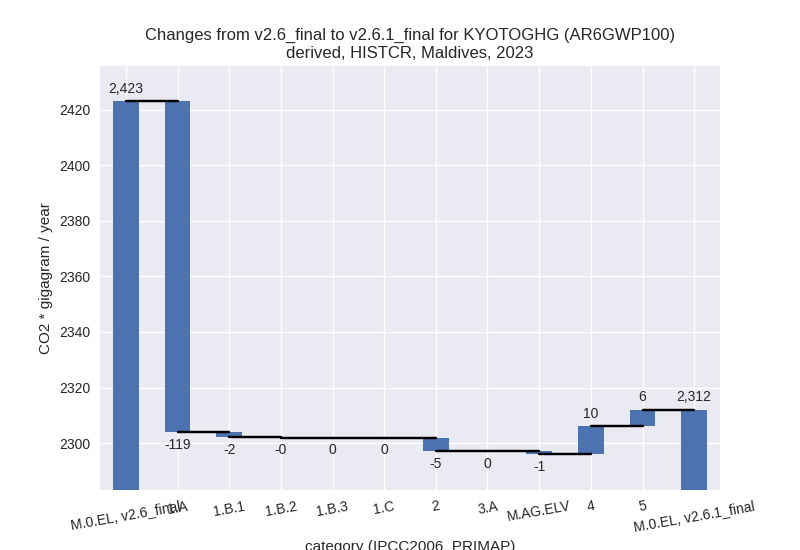 Changes from v2.6_final to v2.6.1_final for KYOTOGHG (AR6GWP100)
derived, HISTCR, Maldives, 2023
CO2 * gigagram / year
2420
2400
2380
2360
2340
2320
2300
2,423
-119
-2
-0
0
0
-5
0
-1
10
6
2,312
M.0.EL, v2.6_final
1.A
1.B.1
1.B.2
1.B.3
1.C
2
3.A
M.AG.ELV
4
5
M.0.EL, v2.6.1_final
category (IPCC2006_PRIMAP)